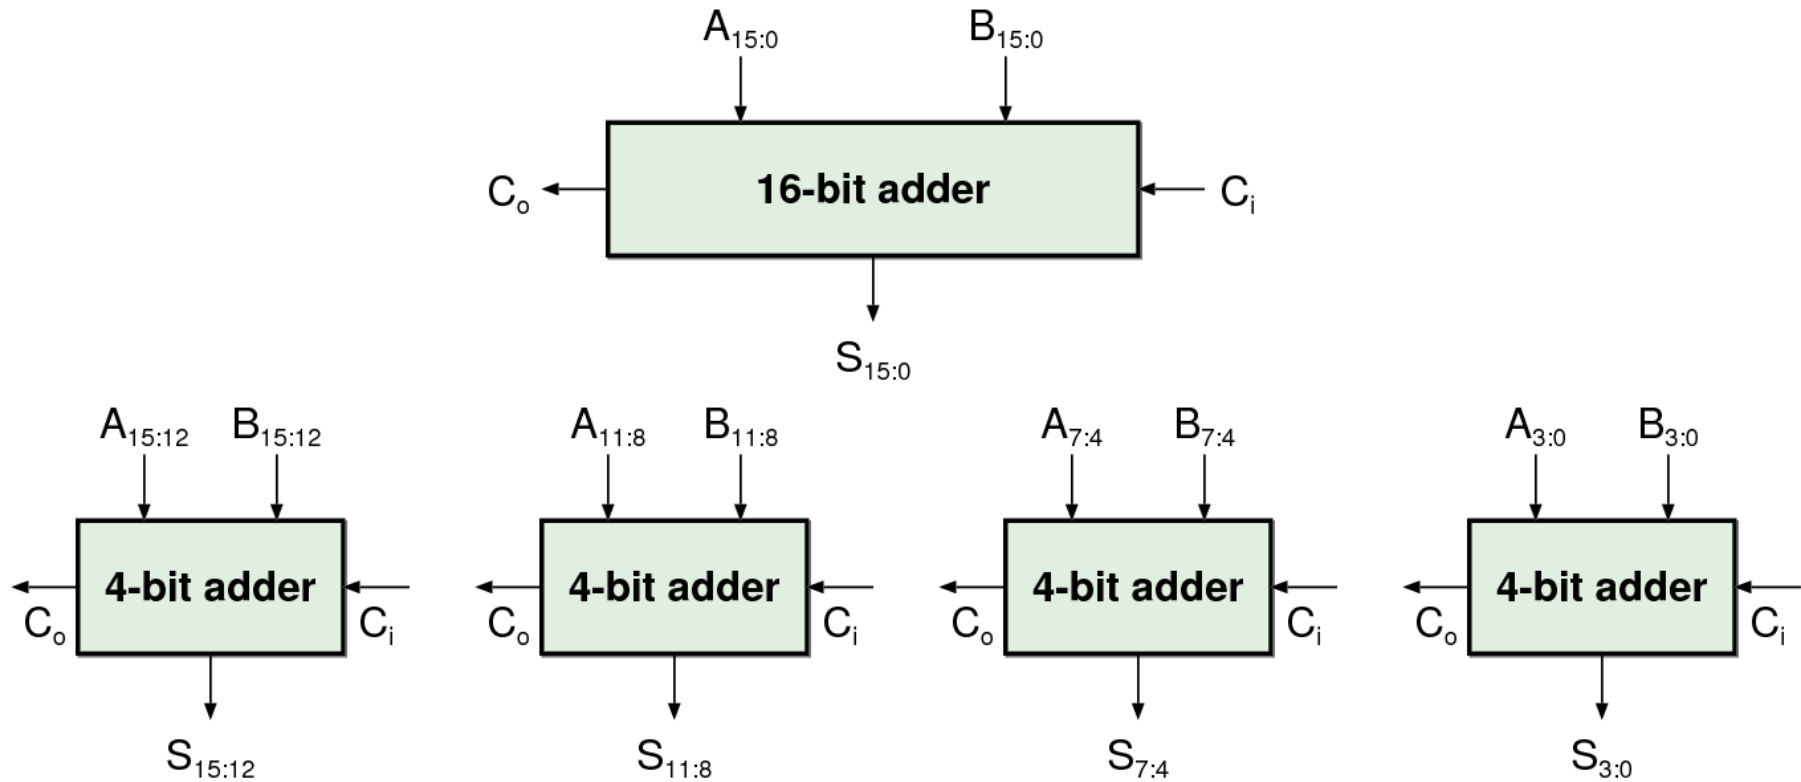 A15:0 B15:0
Co 16-bit adder Ci
S15:0
A15:12 B15:12 A11:8 B11:8 A7:4 B7:4 A3:0 B3:0
4-bit adder 4-bit adder 4-bit adder 4-bit adder
Co Ci Co Ci Co Ci Co Ci
S15:12 S11:8 S7:4 S3:0